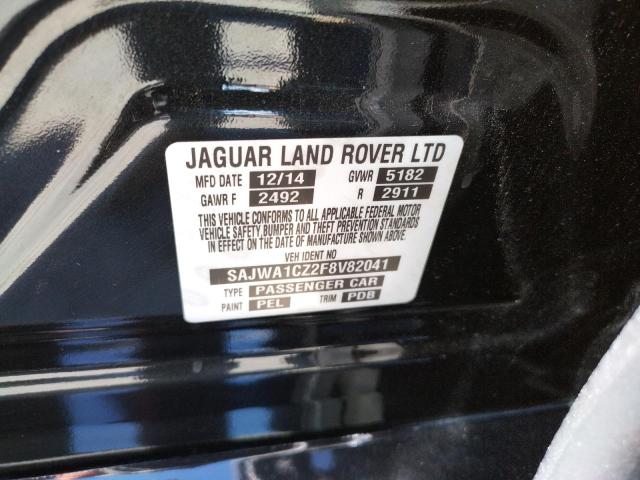 JAGUAR LAND ROVER LTD
MFD DATE 12/14 GVWR 5182
GAWR F 2492 R 2911
THIS VEHICLE CONFORMS TO ALL APPLICABLE FEDERAL MOTOR
VEHICLE SAFETY, BUMPER AND THEFT PREVENTION STANDARDS
IN EFFECT ON THE DATE OF MANUFACTURE SHOWN ABOVE
VEH IDENT NO
SAJWA1CZ2F8V82041
TYPE PASSENGER CAR
PAINT PEL TRIM PDB